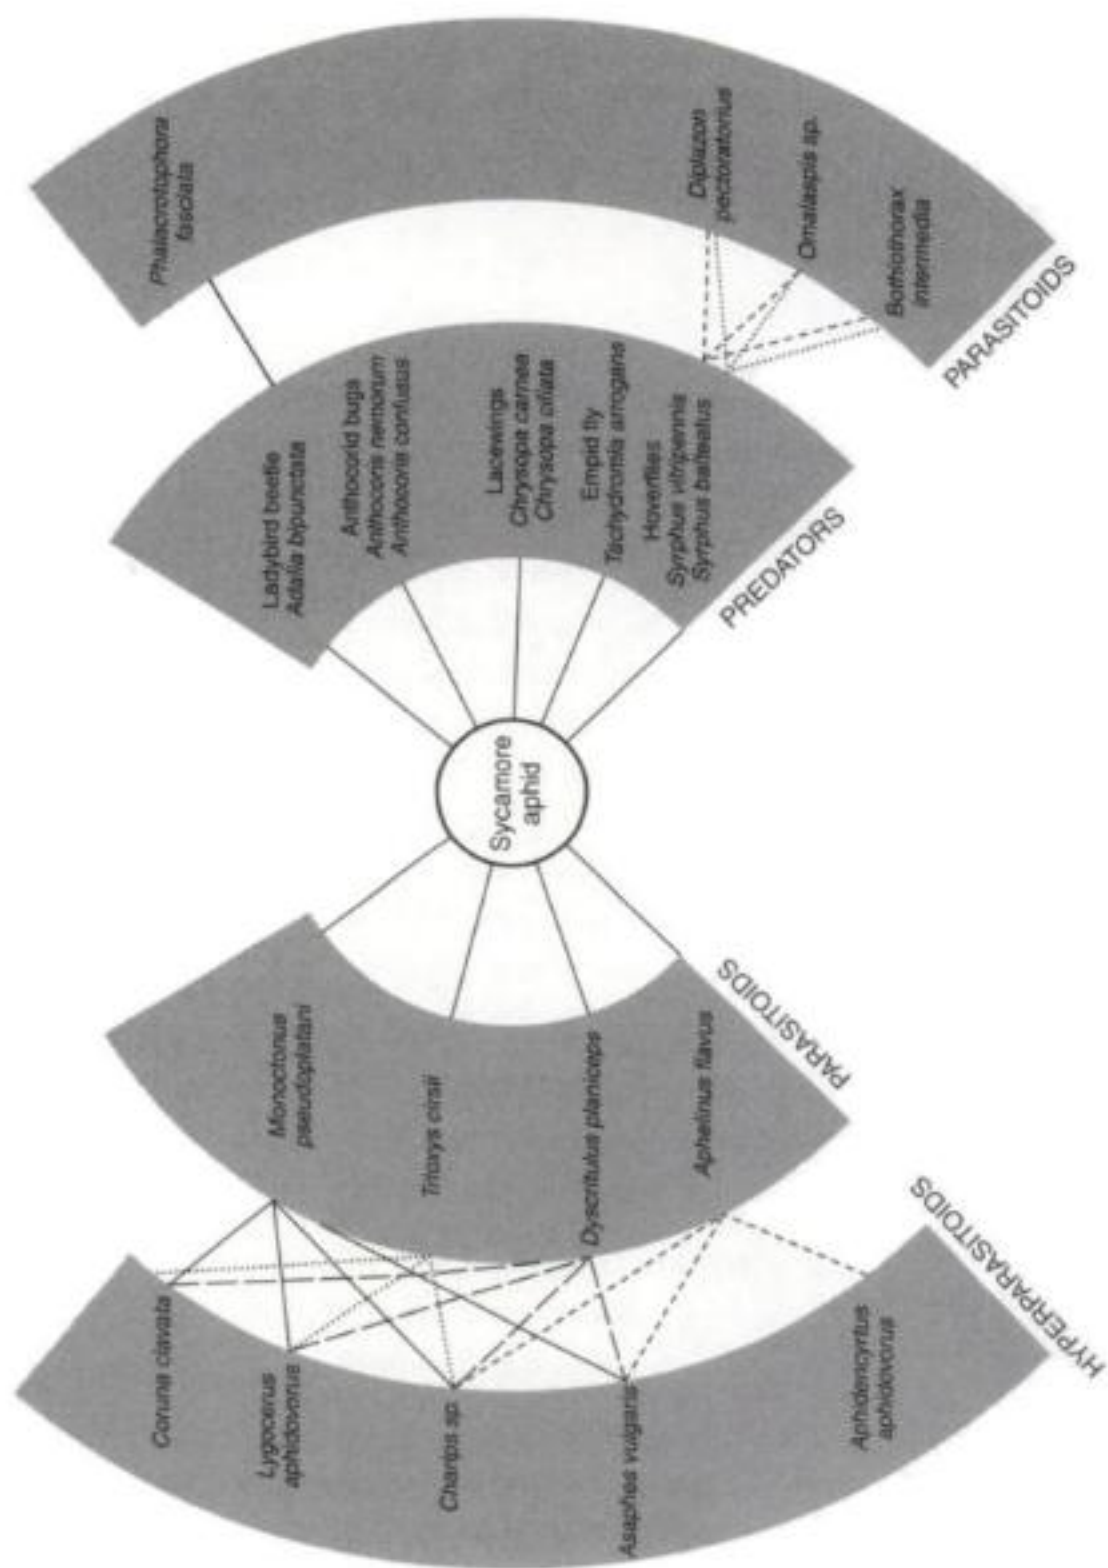 Phalacrotophora
fasciata
Diplazon
pectoratorius
Omalaspis sp.
Bothiothorax
intermedia
PARASITOIDS
Ladybird beetle
Adalia bipunctata
Anthocorid bugs
Anthocoris nemorum
Anthocoris confusus
Lacewings
Chrysopa carnea
Chrysopa ciliata
Empid fly
Tachydromia arrogans
Hoverflies
Syrphus vitripennis
Syrphus balteatus
PREDATORS
Sycamore
aphid
Monoctonus
pseudoplatani
Trioxys cirsii
Dyscritulus planiceps
Aphelinus flavus
PARASITOIDS
Coruna clavata
Lygocerus
aphidovorus
Charips sp.
Asaphes vulgaris
Aphidencyrtus
aphidovorus
HYPERPARASITOIDS